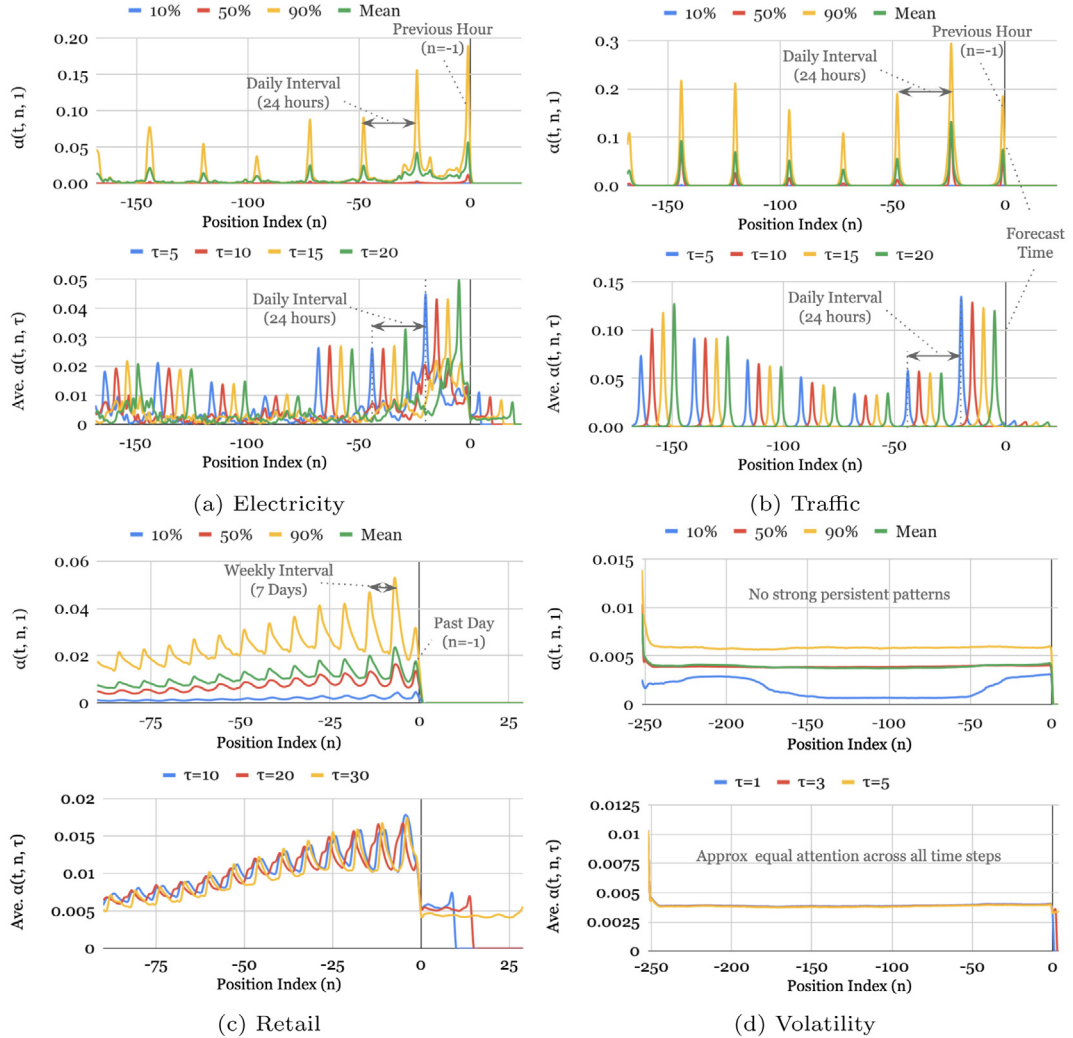 10% 50% 90% Mean
α(t, n, 1)
0.20
0.15
0.10
0.05
0.00
Previous Hour
(n=-1)
Daily Interval
(24 hours)
-150 -100 -50 0
Position Index (n)
τ=5 τ=10 τ=15 τ=20
Ave. α(t, n, τ)
0.05
0.04
0.03
0.02
0.01
0
Daily Interval
(24 hours)
-150 -100 -50 0
Position Index (n)
(a) Electricity
10% 50% 90% Mean
α(t, n, 1)
0.3
0.2
0.1
0.0
Previous Hour
(n=-1)
Daily Interval
(24 hours)
-150 -100 -50 0
Position Index (n)
τ=5 τ=10 τ=15 τ=20
Forecast
Time
Ave. α(t, n, τ)
0.15
0.10
0.05
0.00
Daily Interval
(24 hours)
-150 -100 -50 0
Position Index (n)
(b) Traffic
10% 50% 90% Mean
α(t, n, 1)
0.06
0.04
0.02
0
Weekly Interval
(7 Days)
Past Day
(n=-1)
-75 -50 -25 0 25
Position Index (n)
τ=10 τ=20 τ=30
Ave. α(t, n, τ)
0.02
0.015
0.01
0.005
0
-75 -50 -25 0 25
Position Index (n)
(c) Retail
10% 50% 90% Mean
α(t, n, 1)
0.015
0.010
0.005
0
No strong persistent patterns
-250 -200 -150 -100 -50 0
Position Index (n)
τ=1 τ=3 τ=5
Ave. α(t, n, τ)
0.0125
0.01
0.0075
0.005
0.0025
0
Approx equal attention across all time steps
-250 -200 -150 -100 -50 0
Position Index (n)
(d) Volatility